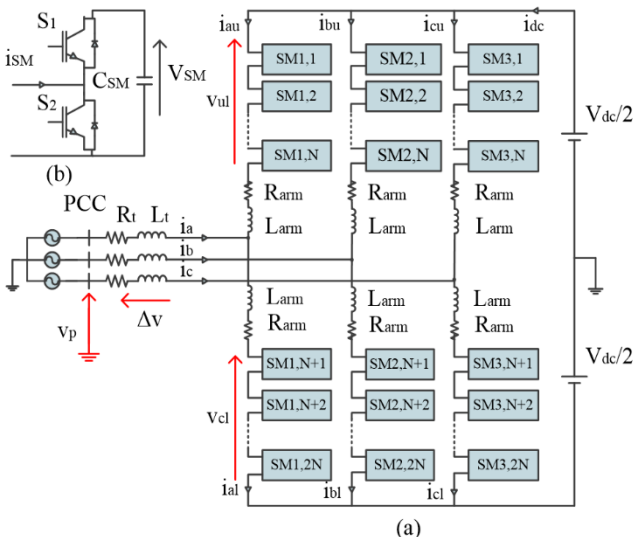 S1
iSM
CSM
VSM
S2
(b)
iau
ibu
icu
idc
vul
SM1,1
SM2,1
SM3,1
SM1,2
SM2,2
SM3,2
SM1,N
SM2,N
SM3,N
Vdc/2
Rarm
Rarm
Rarm
Larm
Larm
Larm
PCC
Rt
Lt
ia
ib
ic
vp
Δv
Larm
Larm
Larm
Rarm
Rarm
Rarm
Vdc/2
vcl
SM1,N+1
SM2,N+1
SM3,N+1
SM1,N+2
SM2,N+2
SM3,N+2
SM1,2N
SM2,2N
SM3,2N
ial
ibl
icl
(a)